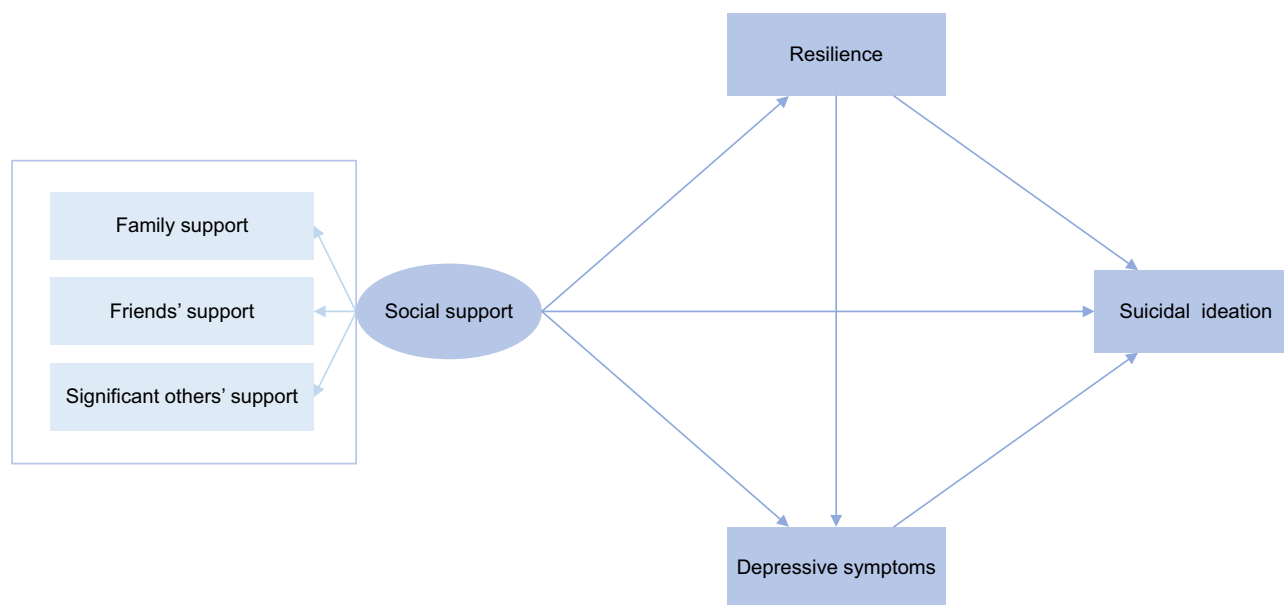 Resilience
Family support
Friends’ support
Significant others’ support
Social support
Suicidal ideation
Depressive symptoms